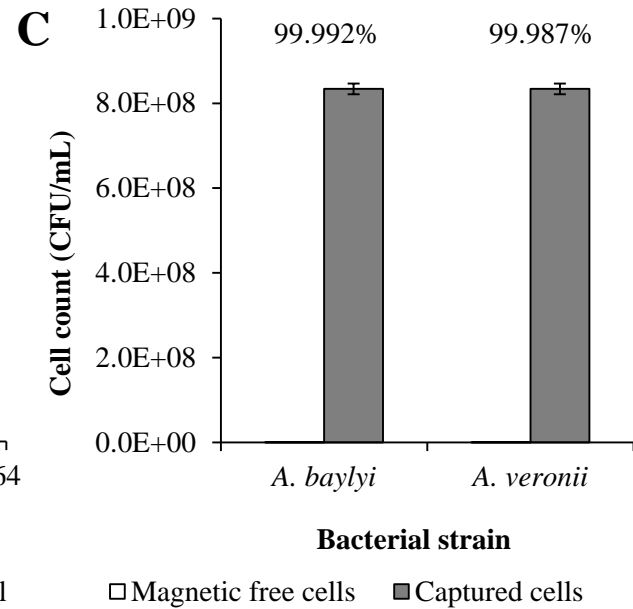 C
99.992% 99.987%
1.0E+09
8.0E+08
6.0E+08
4.0E+08
2.0E+08
0.0E+00
Cell count (CFU/mL)
A. baylyi A. veronii
Bacterial strain
Magnetic free cells Captured cells